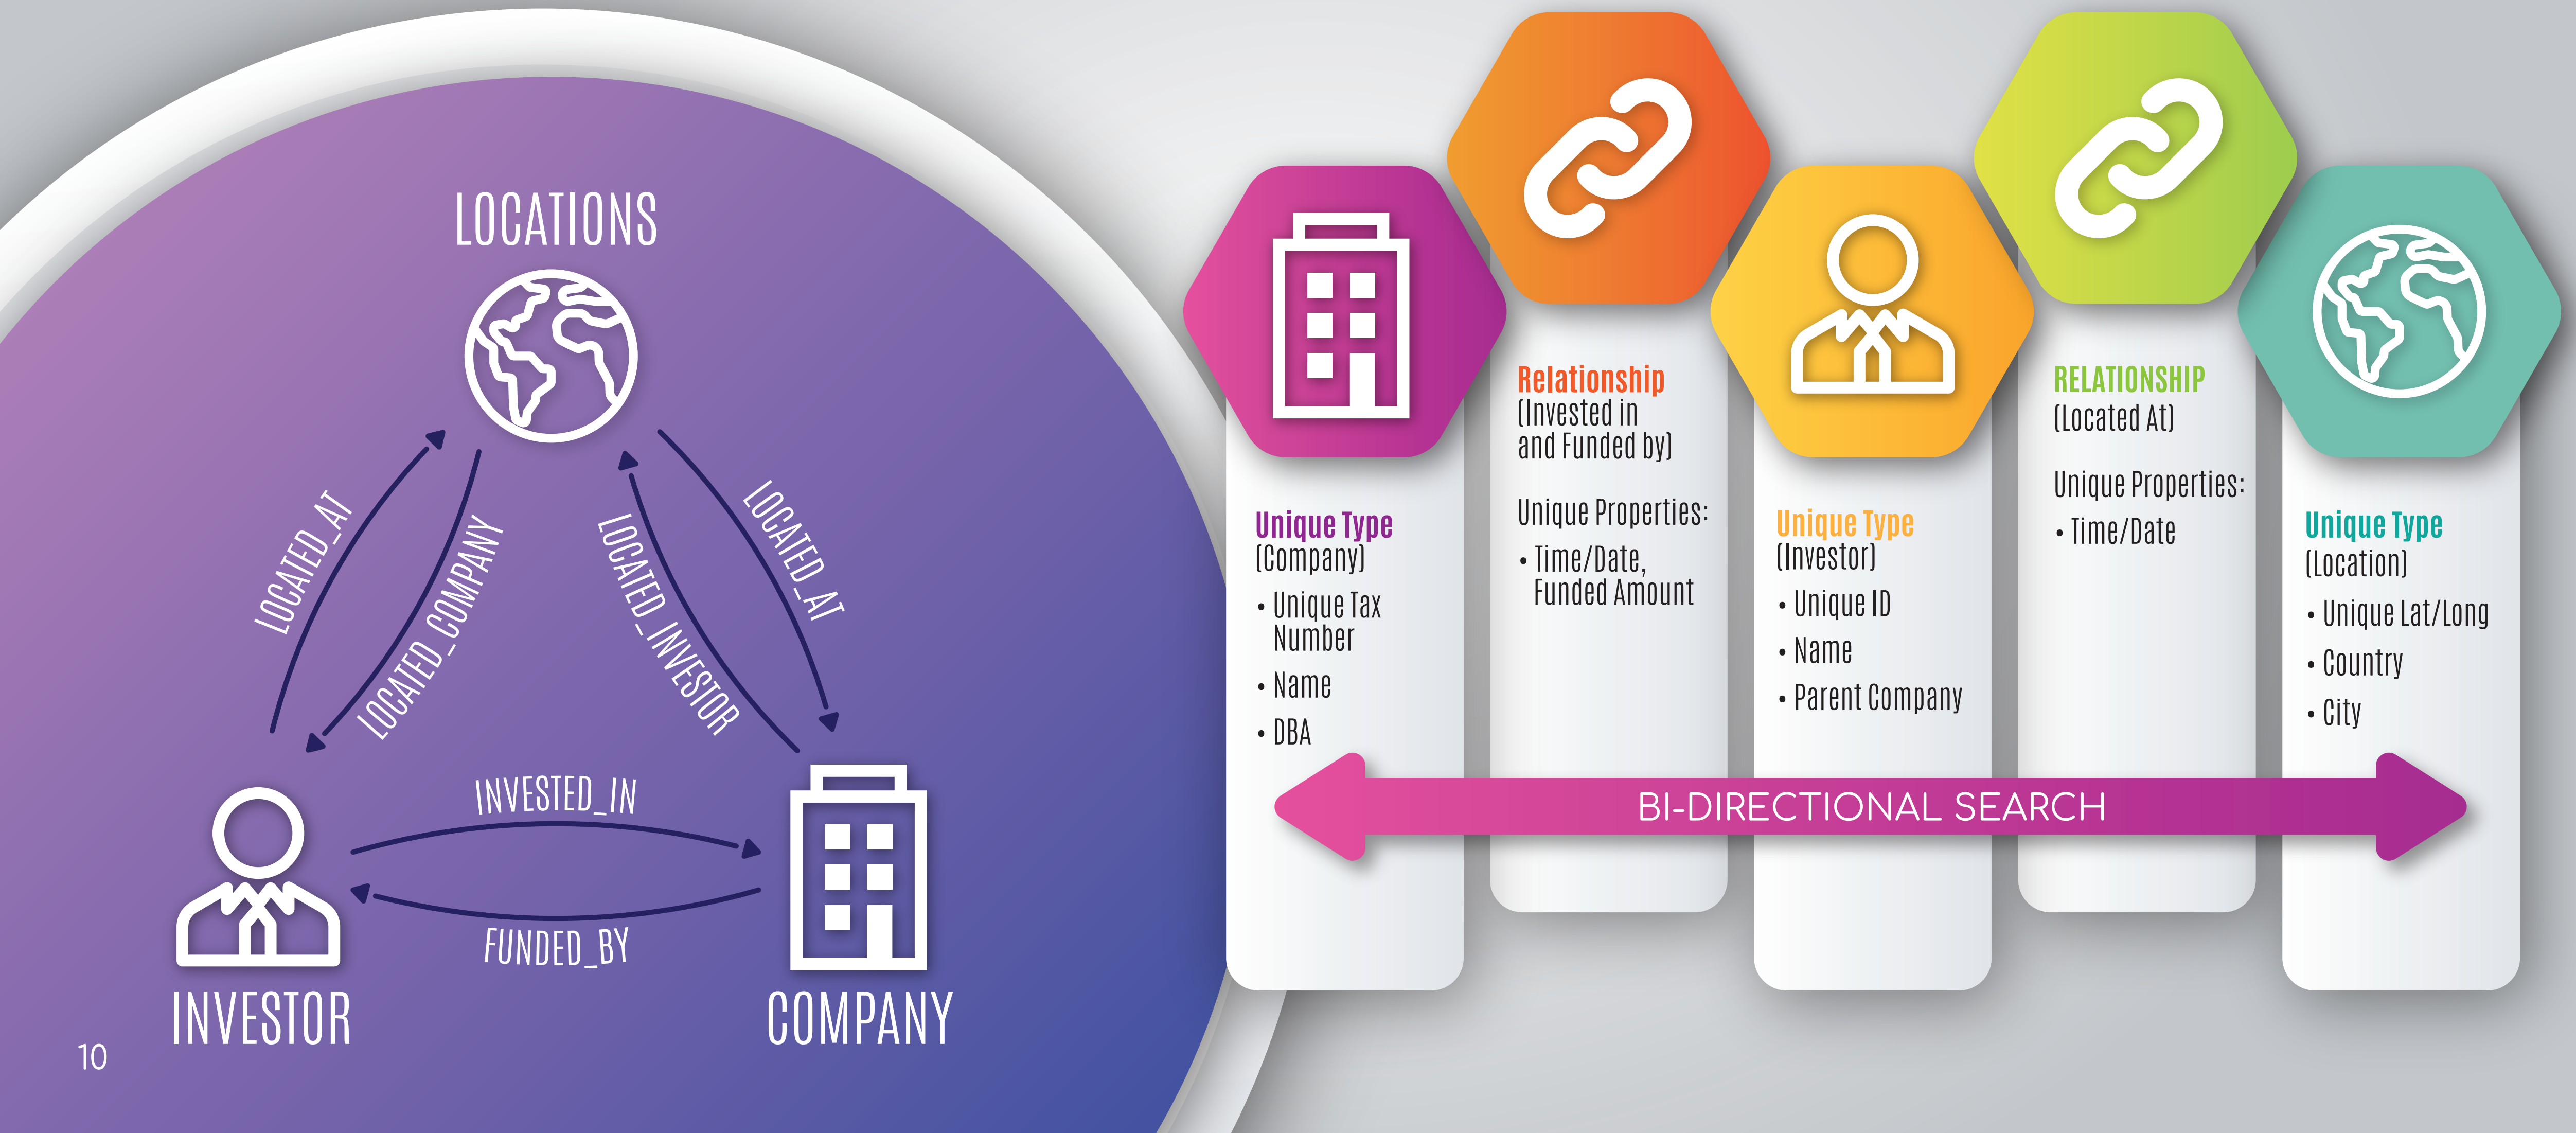 LOCATIONS
LOCATED_AT
LOCATED_COMPANY
LOCATED_INVESTOR
LOCATED_AT
INVESTED_IN
FUNDED_BY
INVESTOR
COMPANY
10
Unique Type
(Company)
• Unique Tax
Number
• Name
• DBA
Relationship
(Invested in
and Funded by)
Unique Properties:
• Time/Date,
Funded Amount
Unique Type
(Investor)
• Unique ID
• Name
• Parent Company
RELATIONSHIP
(Located At)
Unique Properties:
• Time/Date
Unique Type
(Location)
• Unique Lat/Long
• Country
• City
BI-DIRECTIONAL SEARCH